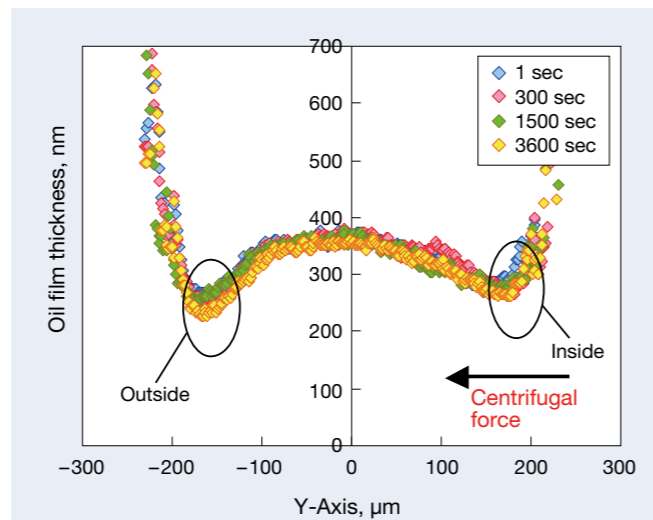 700
600
500
400
300
200
100
0
Oil film thickness, nm
1 sec
300 sec
1500 sec
3600 sec
Outside
Inside
Centrifugal
force
−300 −200 −100 0 100 200 300
Y-Axis, µm